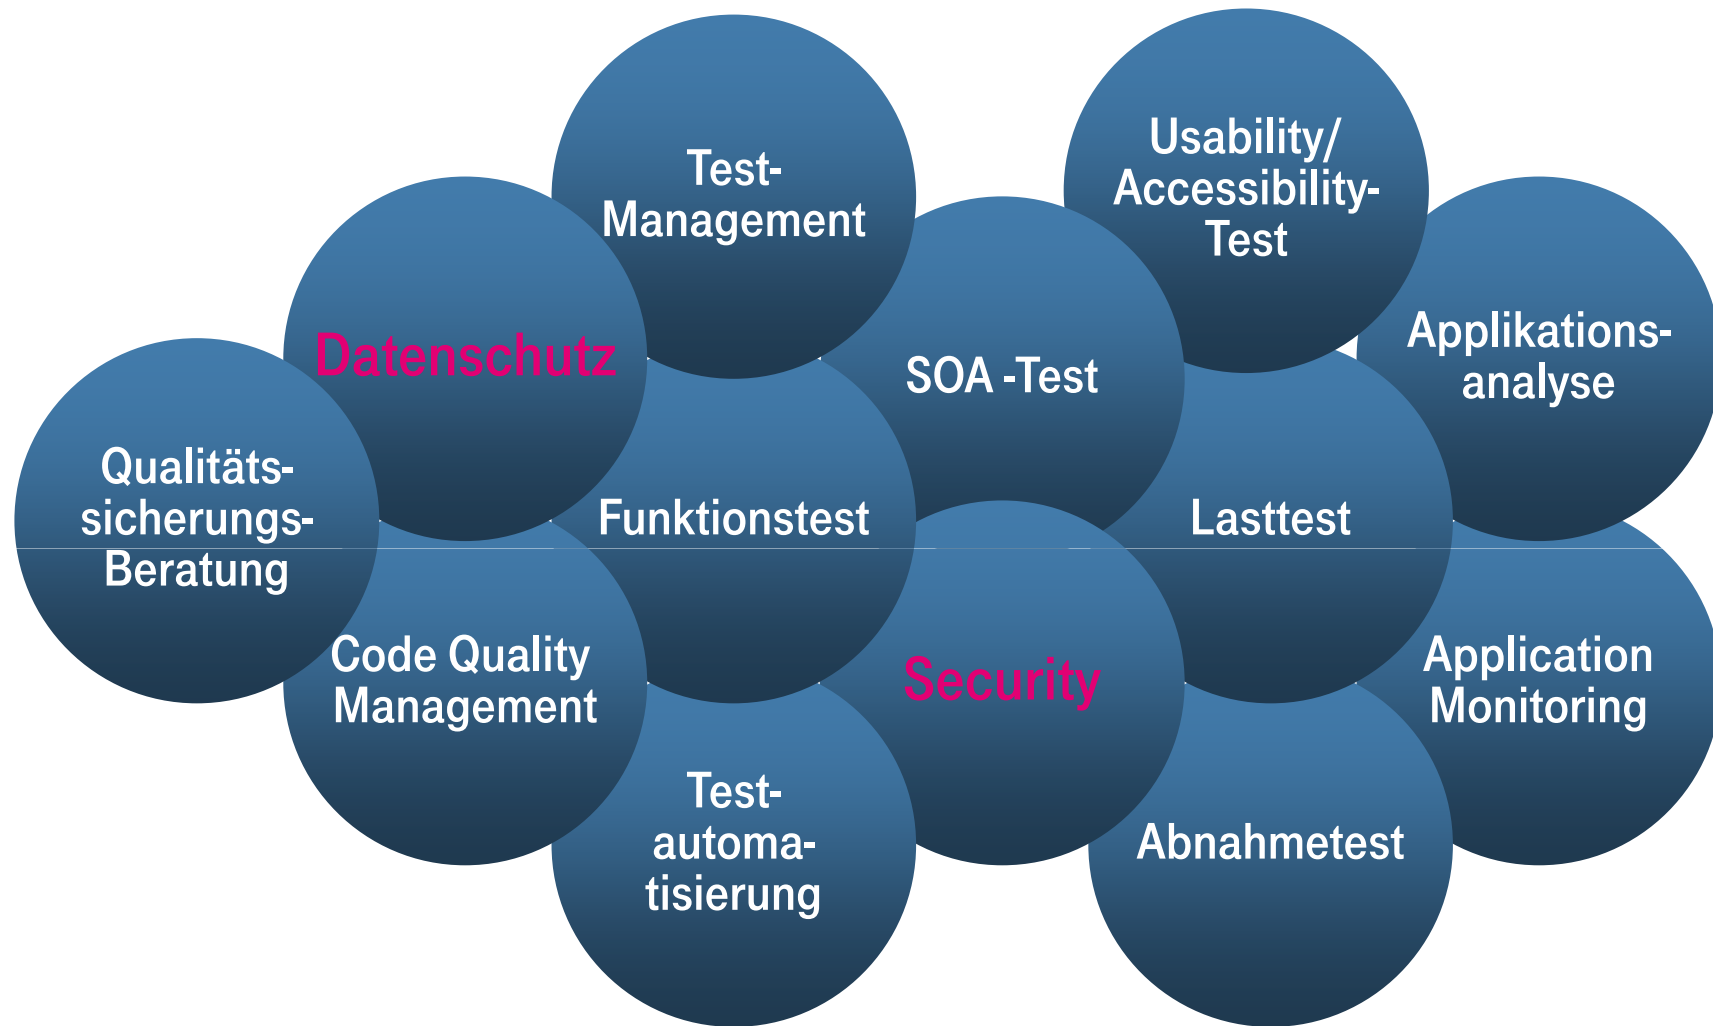 Test-
Management
Usability/
Accessibility-
Test
Datenschutz
SOA -Test
Applikations-
analyse
Qualitäts-
sicherungs-
Beratung
Funktionstest
Lasttest
Code Quality
Management
Security
Application
Monitoring
Test-
automa-
tisierung
Abnahmetest